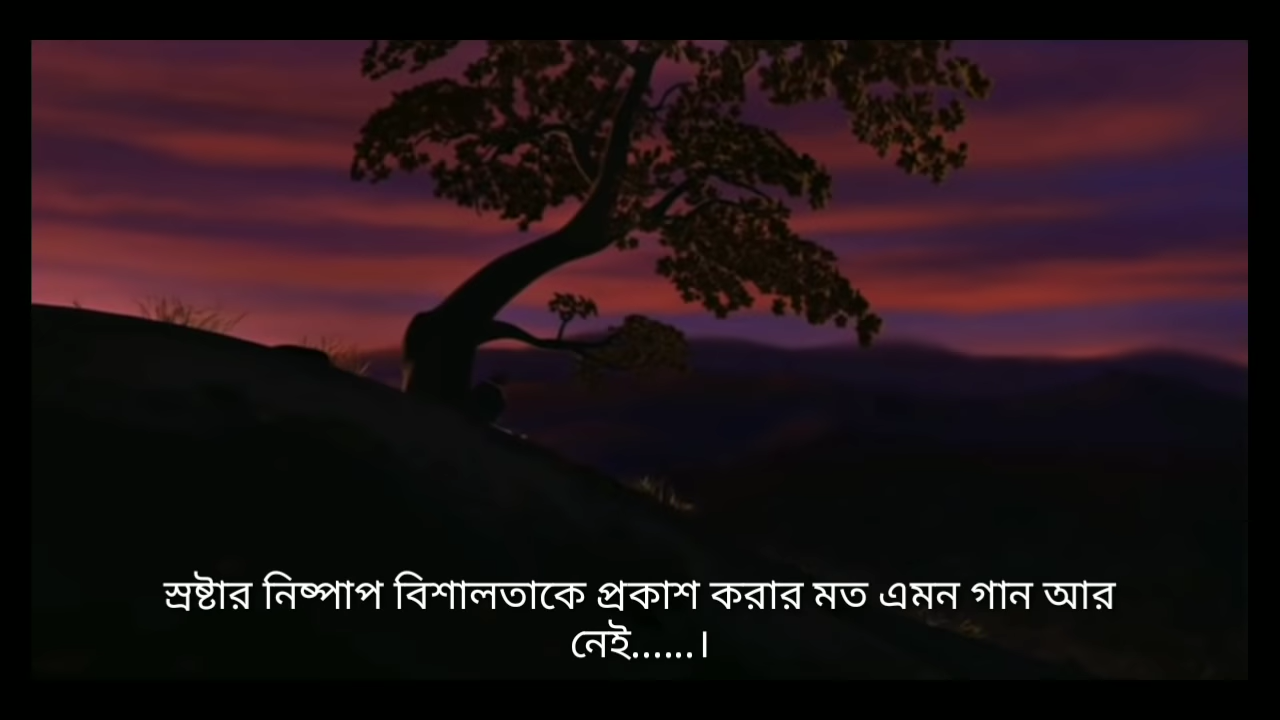 স্রষ্টার নিষ্পাপ বিশালতাকে প্রকাশ করার মত এমন গান আর
নেই......।